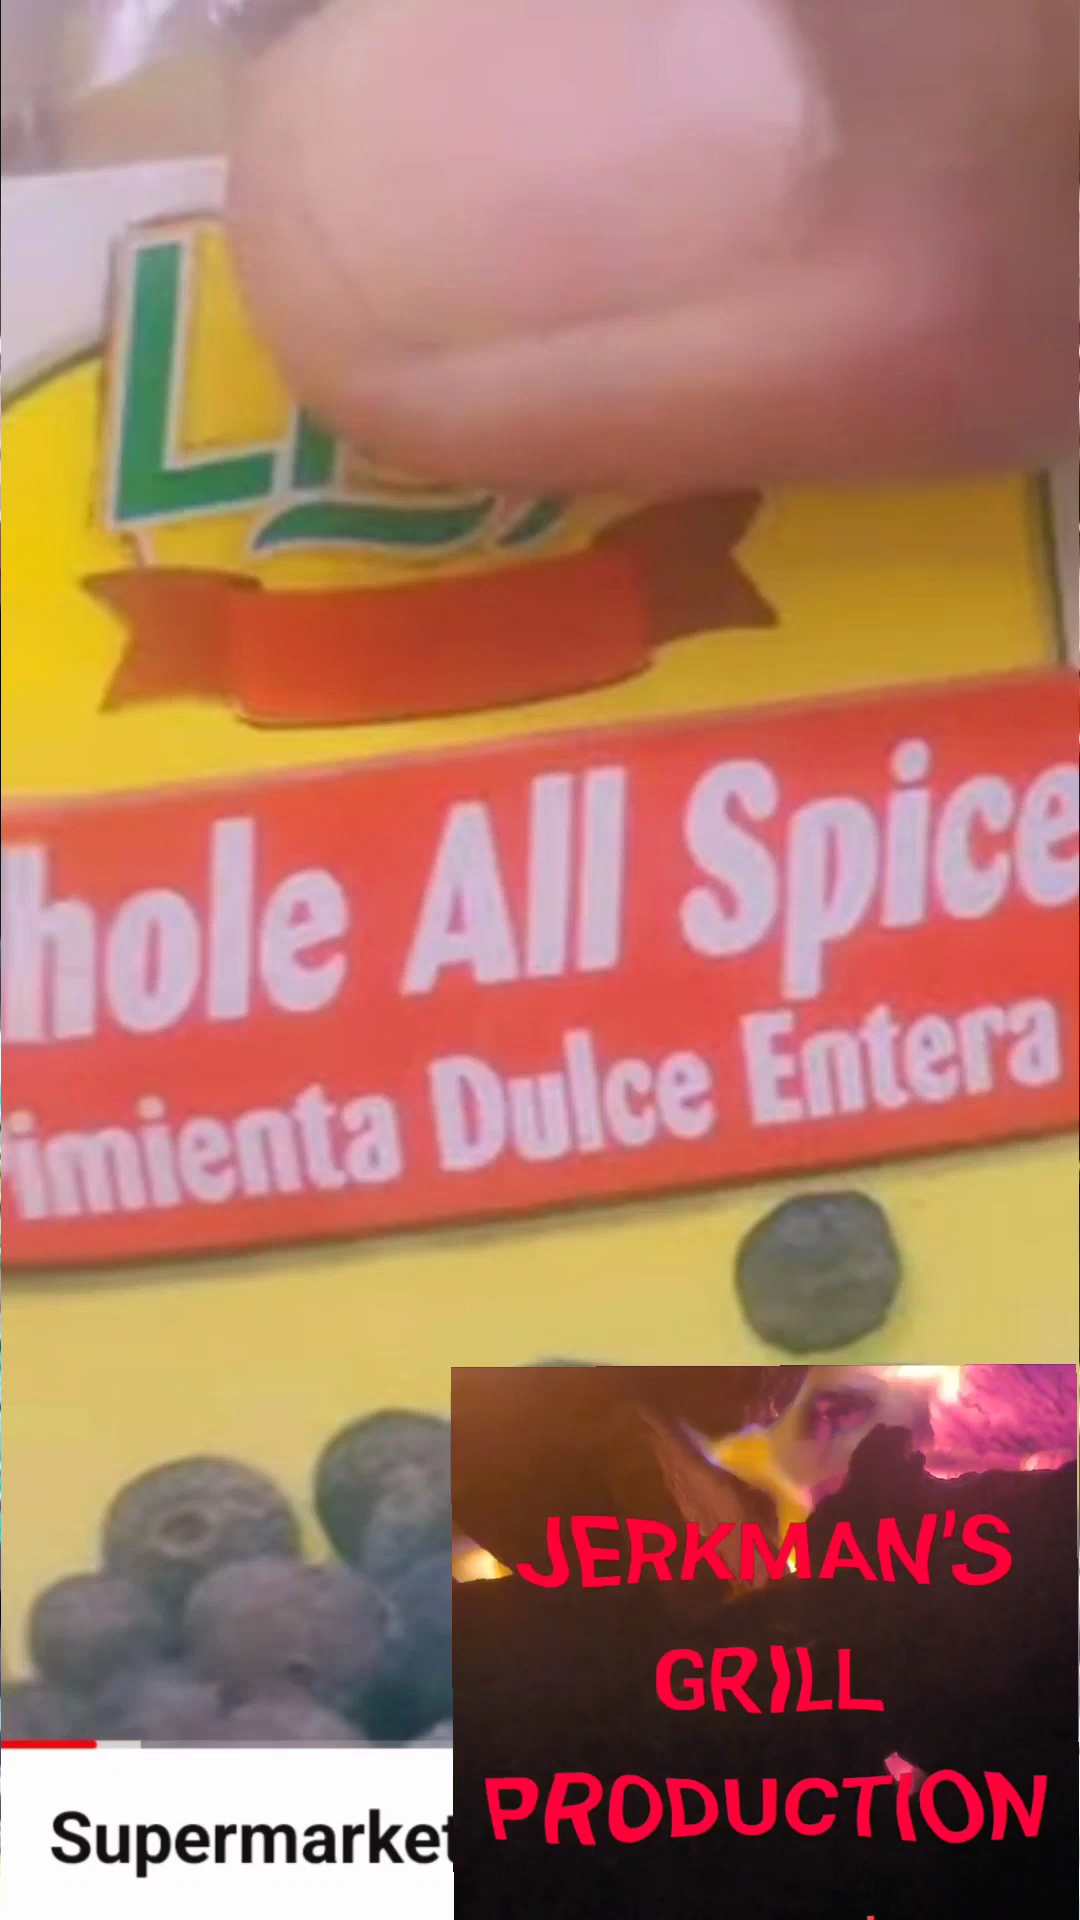 hole All Spice
imienta Dulce Entera
JERKMAN'S
GRILL
PRODUCTION
Supermarket